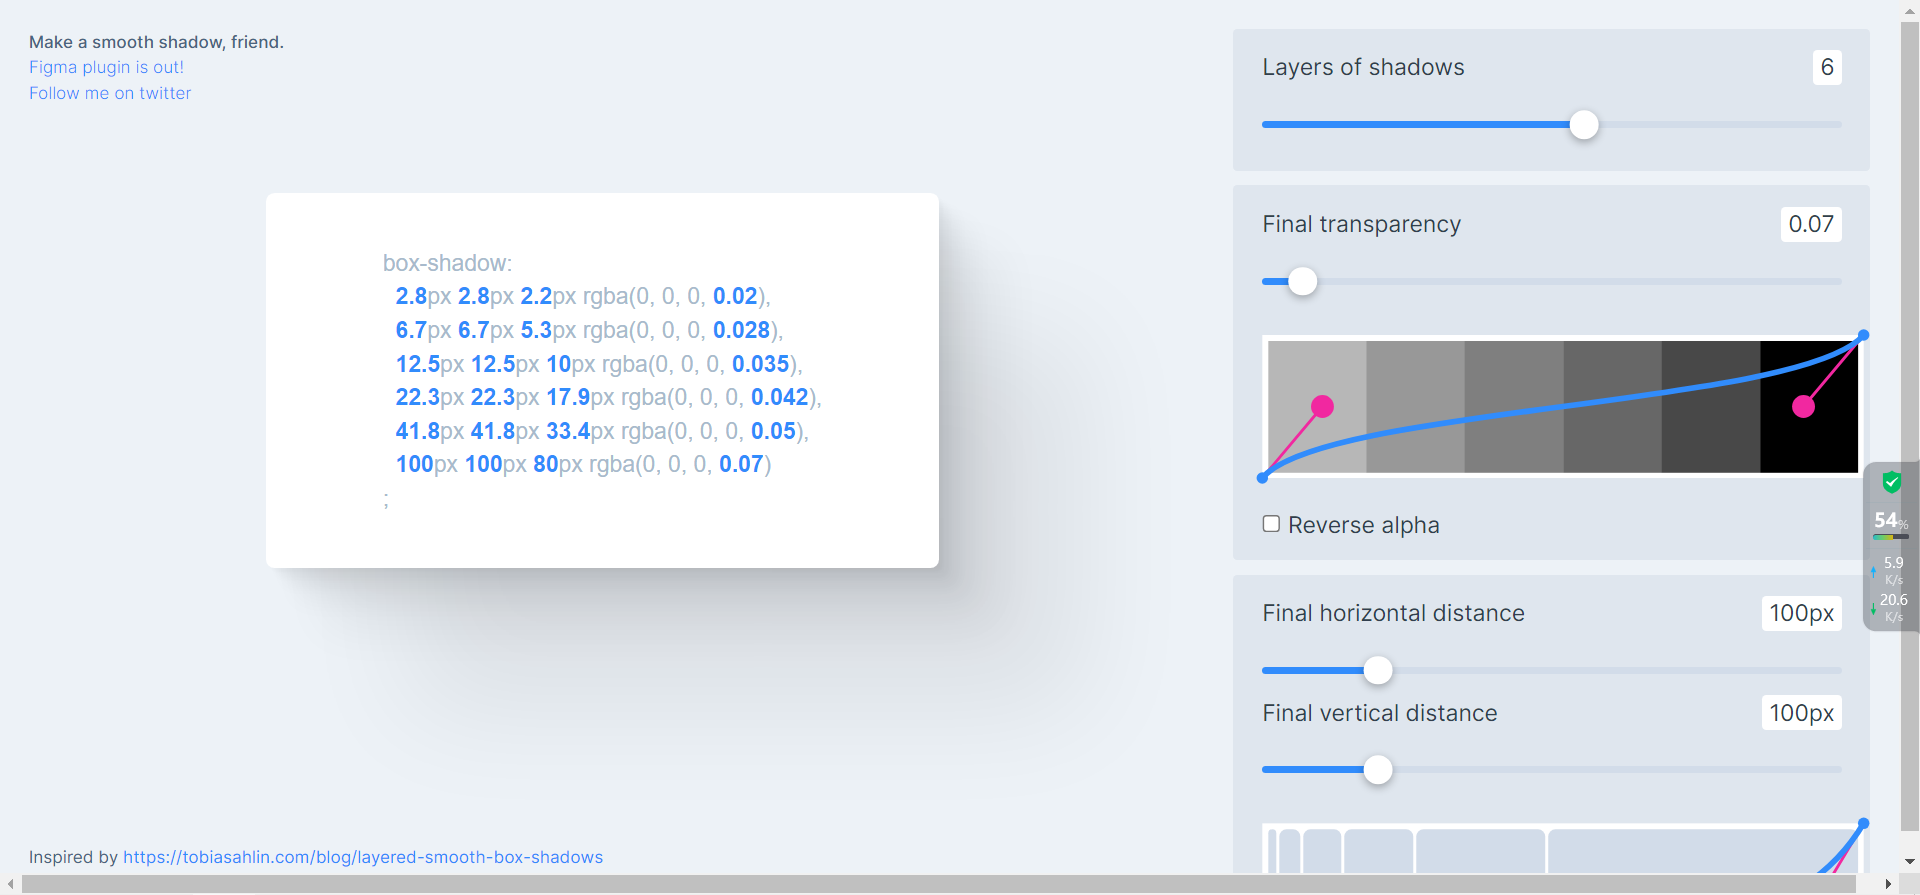 Make a smooth shadow, friend.
Figma plugin is out!
Follow me on twitter
box-shadow:
2.8px 2.8px 2.2px rgba(0, 0, 0, 0.02),
6.7px 6.7px 5.3px rgba(0, 0, 0, 0.028),
12.5px 12.5px 10px rgba(0, 0, 0, 0.035),
22.3px 22.3px 17.9px rgba(0, 0, 0, 0.042),
41.8px 41.8px 33.4px rgba(0, 0, 0, 0.05),
100px 100px 80px rgba(0, 0, 0, 0.07)
;
Inspired by https://tobiasahlin.com/blog/layered-smooth-box-shadows
Layers of shadows 6
Final transparency 0.07
Reverse alpha
Final horizontal distance 100px
Final vertical distance 100px
54%
5.9
K/s
20.6
K/s